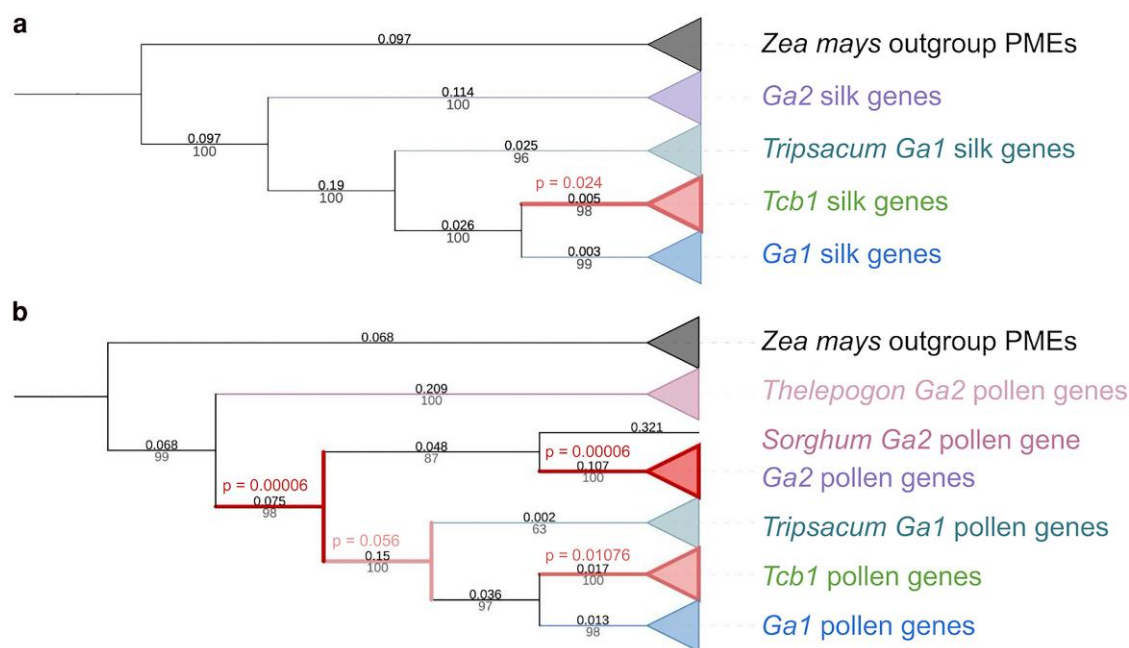 a
0.097
Zea mays outgroup PMEs
0.114
100
Ga2 silk genes
0.097
100
0.025
96
Tripsacum Ga1 silk genes
0.19
100
p = 0.024
0.005
98
Tcb1 silk genes
0.026
100
0.003
99
Ga1 silk genes
b
0.068
Zea mays outgroup PMEs
0.209
100
Thelepogon Ga2 pollen genes
0.068
99
0.321
Sorghum Ga2 pollen gene
0.048
87
p = 0.00006
0.107
100
Ga2 pollen genes
p = 0.00006
0.075
98
0.002
63
Tripsacum Ga1 pollen genes
p = 0.056
0.15
100
p = 0.01076
0.017
100
Tcb1 pollen genes
0.036
97
0.013
98
Ga1 pollen genes